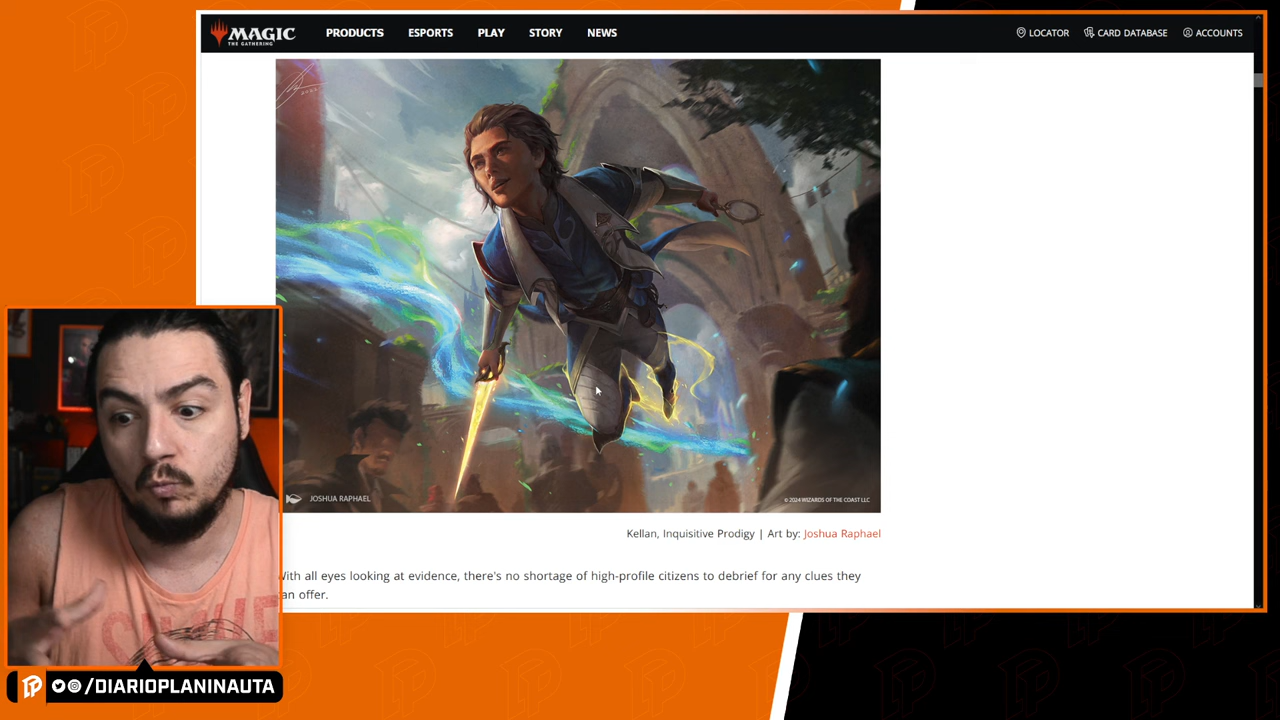 MAGIC
THE GATHERING
PRODUCTS
ESPORTS
PLAY
STORY
NEWS
LOCATOR
CARD DATABASE
ACCOUNTS
JOSHUA RAPHAEL
© 2024 WIZARDS OF THE COAST LLC
Kellan, Inquisitive Prodigy | Art by: Joshua Raphael
With all eyes looking at evidence, there's no shortage of high-profile citizens to debrief for any clues they
can offer.
/DIARIOPLANINAUTA